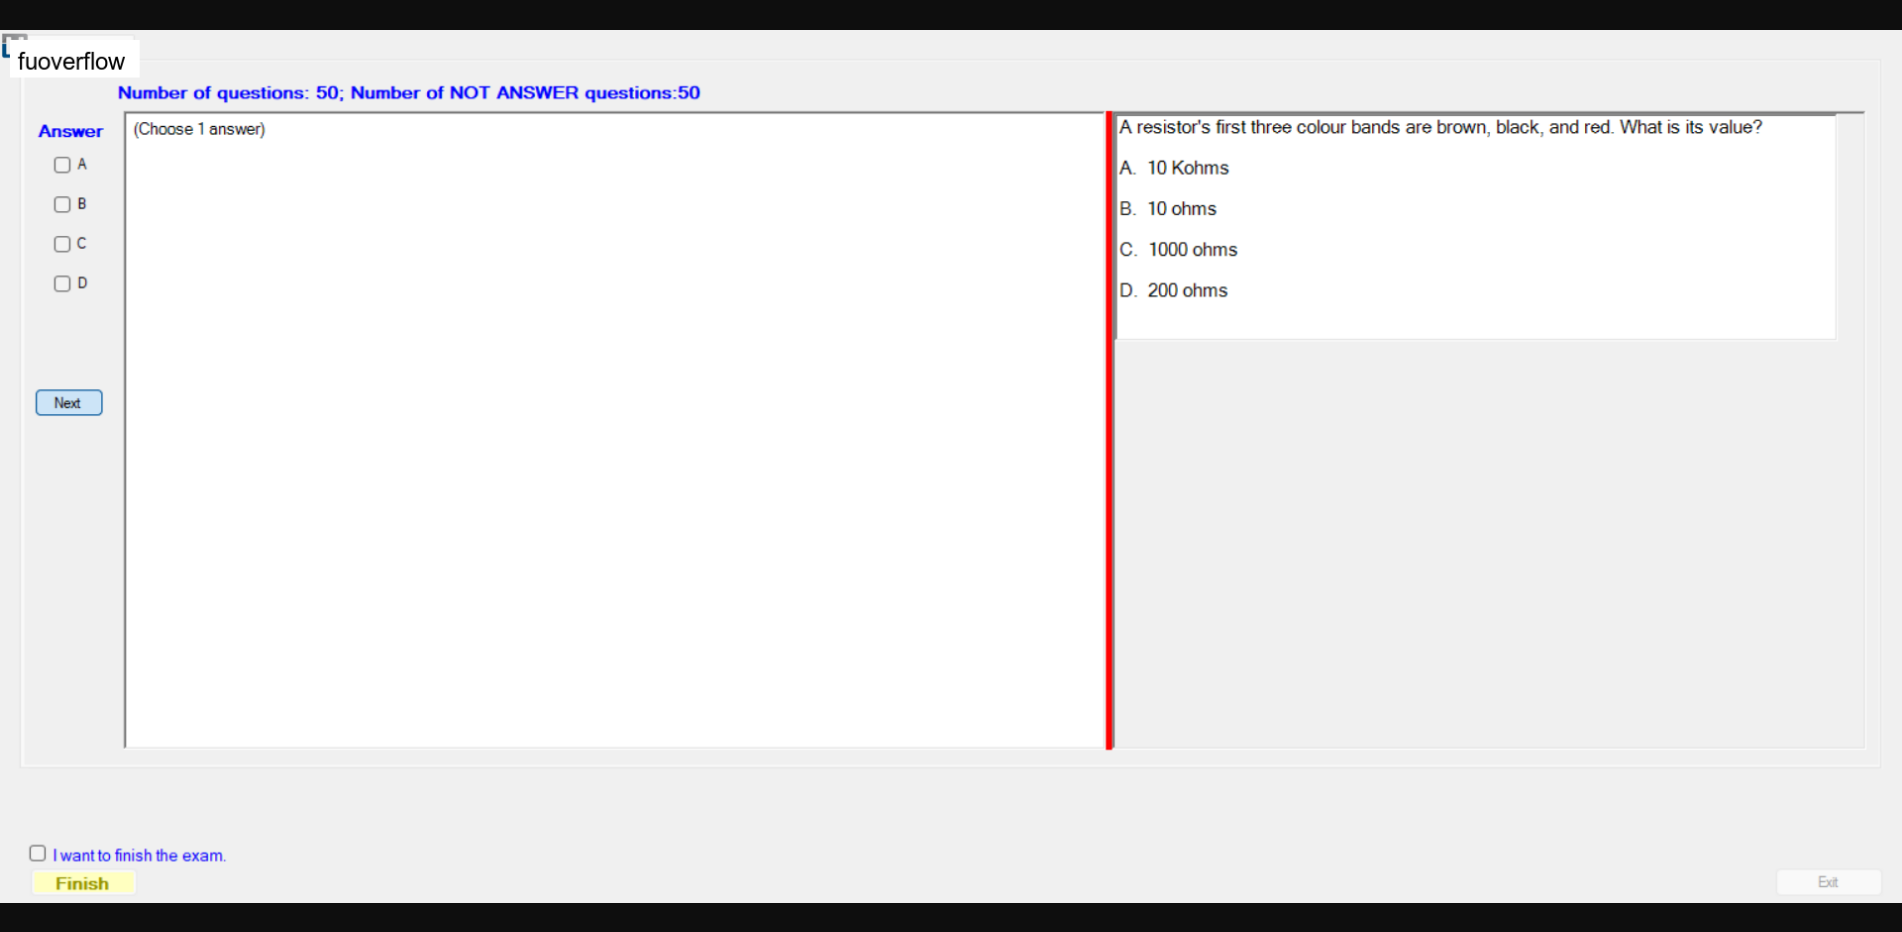 fuoverflow
Number of questions: 50; Number of NOT ANSWER questions:50
Answer
A
B
C
D
Next
(Choose 1 answer)
A resistor's first three colour bands are brown, black, and red. What is its value?
A. 10 Kohms
B. 10 ohms
C. 1000 ohms
D. 200 ohms
I want to finish the exam.
Finish
Exit